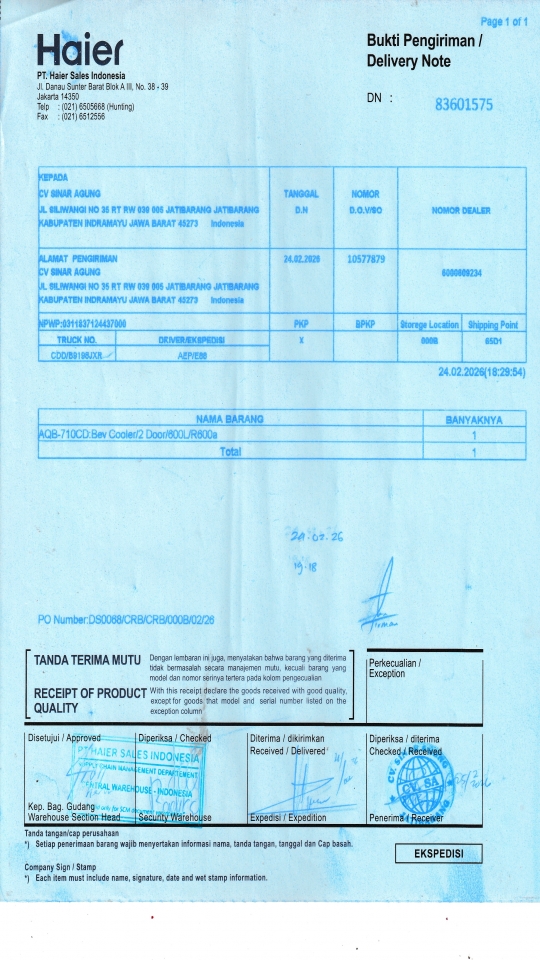 Page 1 of 1
Haier
PT. Haier Sales Indonesia
Jl. Danau Sunter Barat Blok A III, No. 38 - 39
Jakarta 14350
Telp : (021) 6505668 (Hunting)
Fax : (021) 6512556
Bukti Pengiriman /
Delivery Note
DN : 83601575
KEPADA
CV SINAR AGUNG
JL SILIWANGI NO 35 RT RW 039 005 JATIBARANG JATIBARANG
KABUPATEN INDRAMAYU JAWA BARAT 45273 Indonesia
TANGGAL
D.N
NOMOR
D.O./SO
NOMOR DEALER
ALAMAT PENGIRIMAN
CV SINAR AGUNG
JL SILIWANGI NO 35 RT RW 039 005 JATIBARANG JATIBARANG
KABUPATEN INDRAMAYU JAWA BARAT 45273 Indonesia
24.02.2026
10577879
NPWP:0311837124437000
PKP
BPKP
Storege Location
Shipping Point
TRUCK NO.
DRIVER/EKSPEDISI
X
000B
65D1
24.02.2026(18:29:54)
NAMA BARANG
BANYAKNYA
AQB-710CD:Bev Cooler/2 Door/600L/R600a
1
Total
1
19-18
PO Number:DS0068/CRB/CRB/000B/02/26
TANDA TERIMA MUTU
Dengan lembaran ini juga, menyatakan bahwa barang yang diterima
tidak bermasalah secara manajemen mutu, kecuali barang yang
model dan nomor serinya tertera pada kolom pengecualian
RECEIPT OF PRODUCT
QUALITY
With this receipt declare the goods received with good quality,
except for goods that model and serial number listed on the
exception column
Perkecualian /
Exception
Disetujui / Approved
Diperiksa / Checked
Diterima / dikirimkan
Received / Delivered
Diperiksa / diterima
Checked / Received
PT HAIER SALES INDONESIA
SUPPLY CHAIN MANAGEMENT DEPARTEMENT
CENTRAL WAREHOUSE - INDONESIA
CV. SA
Kep. Bag. Gudang
Warehouse Section Head
Security Warehouse
Expedisi / Expedition
Penerima / Receiver
Tanda tangan/cap perusahaan
*) Setiap penerimaan barang wajib menyertakan informasi nama, tanda tangan, tanggal dan Cap basah.
EKSPEDISI
Company Sign / Stamp
*) Each item must include name, signature, date and wet stamp information.